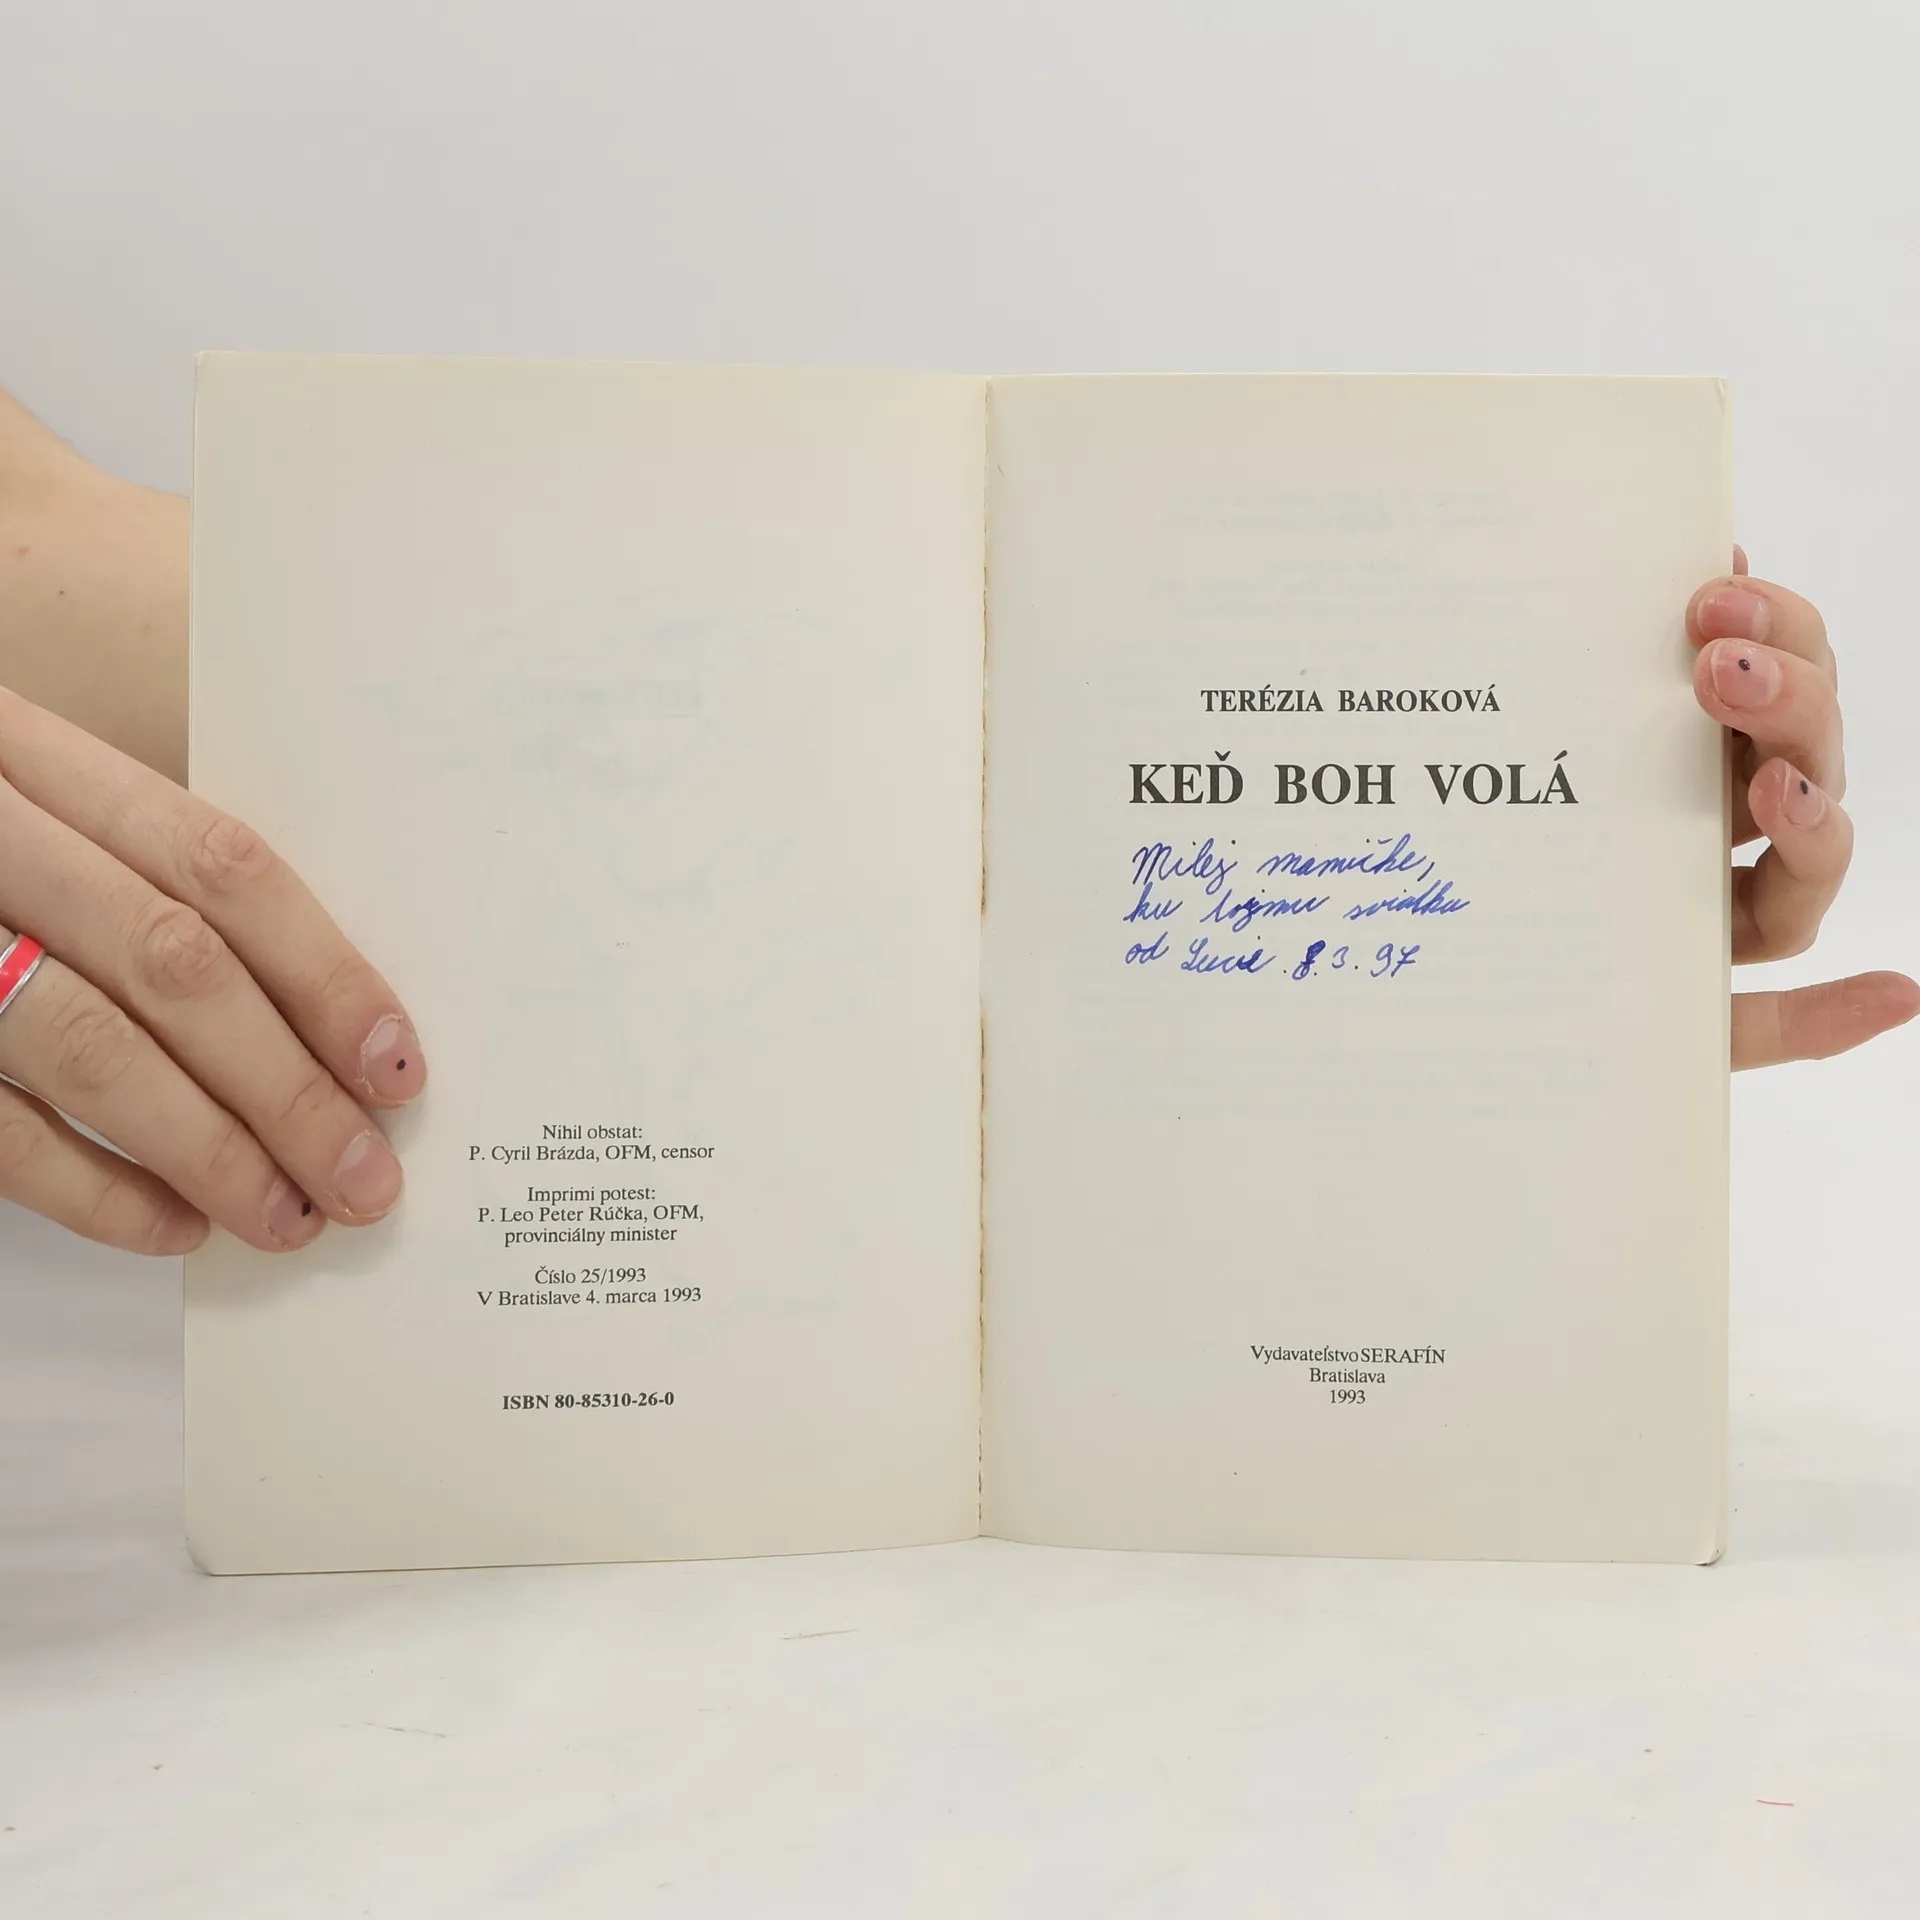 Nihil obstat:
P. Cyril Brázda, OFM, censor
Imprimi potest:
P. Leo Peter Rúčka, OFM,
provinciálny minister
Číslo 25/1993
V Bratislave 4. marca 1993
ISBN 80-85310-26-0
TERÉZIA BAROKOVÁ
KEĎ BOH VOLÁ
Milej mamičke,
ku tojmu sviatku
od Lucie. 8. 3. 97
Vydavateľstvo SERAFÍN
Bratislava
1993